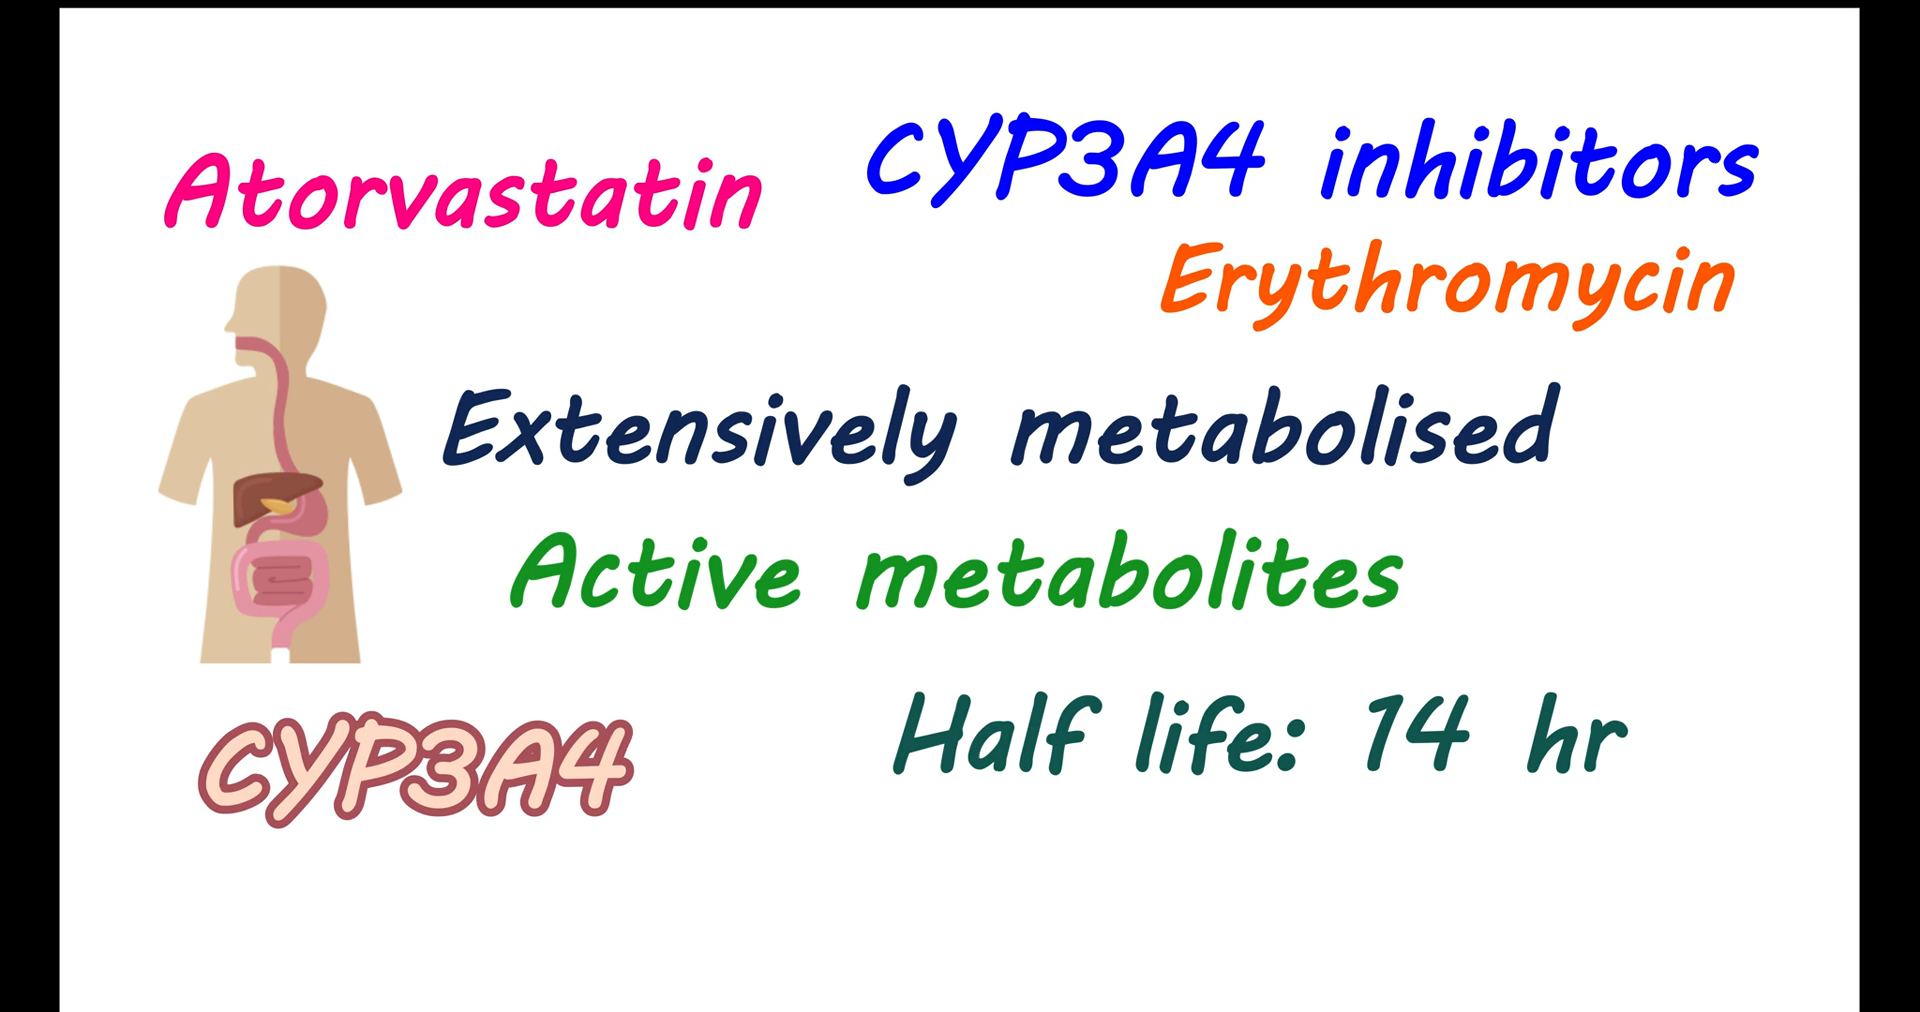 Atorvastatin
CYP3A4 inhibitors
Erythromycin
Extensively metabolised
Active metabolites
Half life: 14 hr
CYP3A4